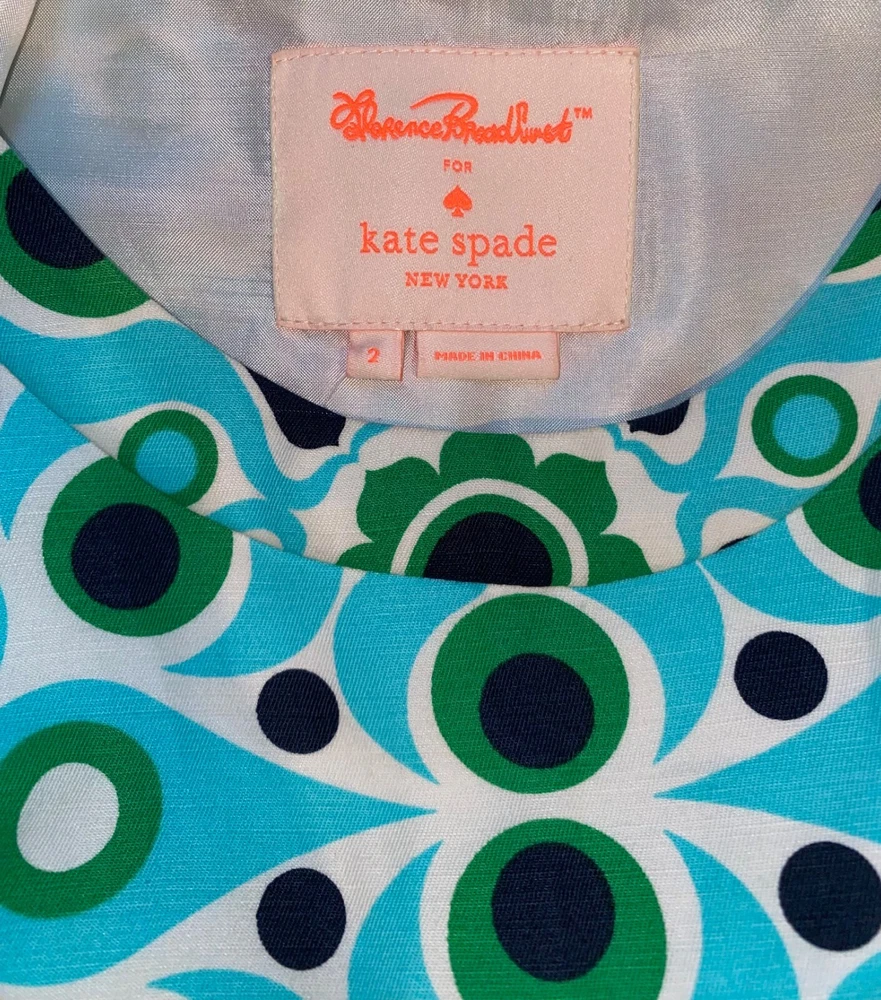 Florence Broadhurst™
FOR
kate spade
NEW YORK
2
MADE IN CHINA